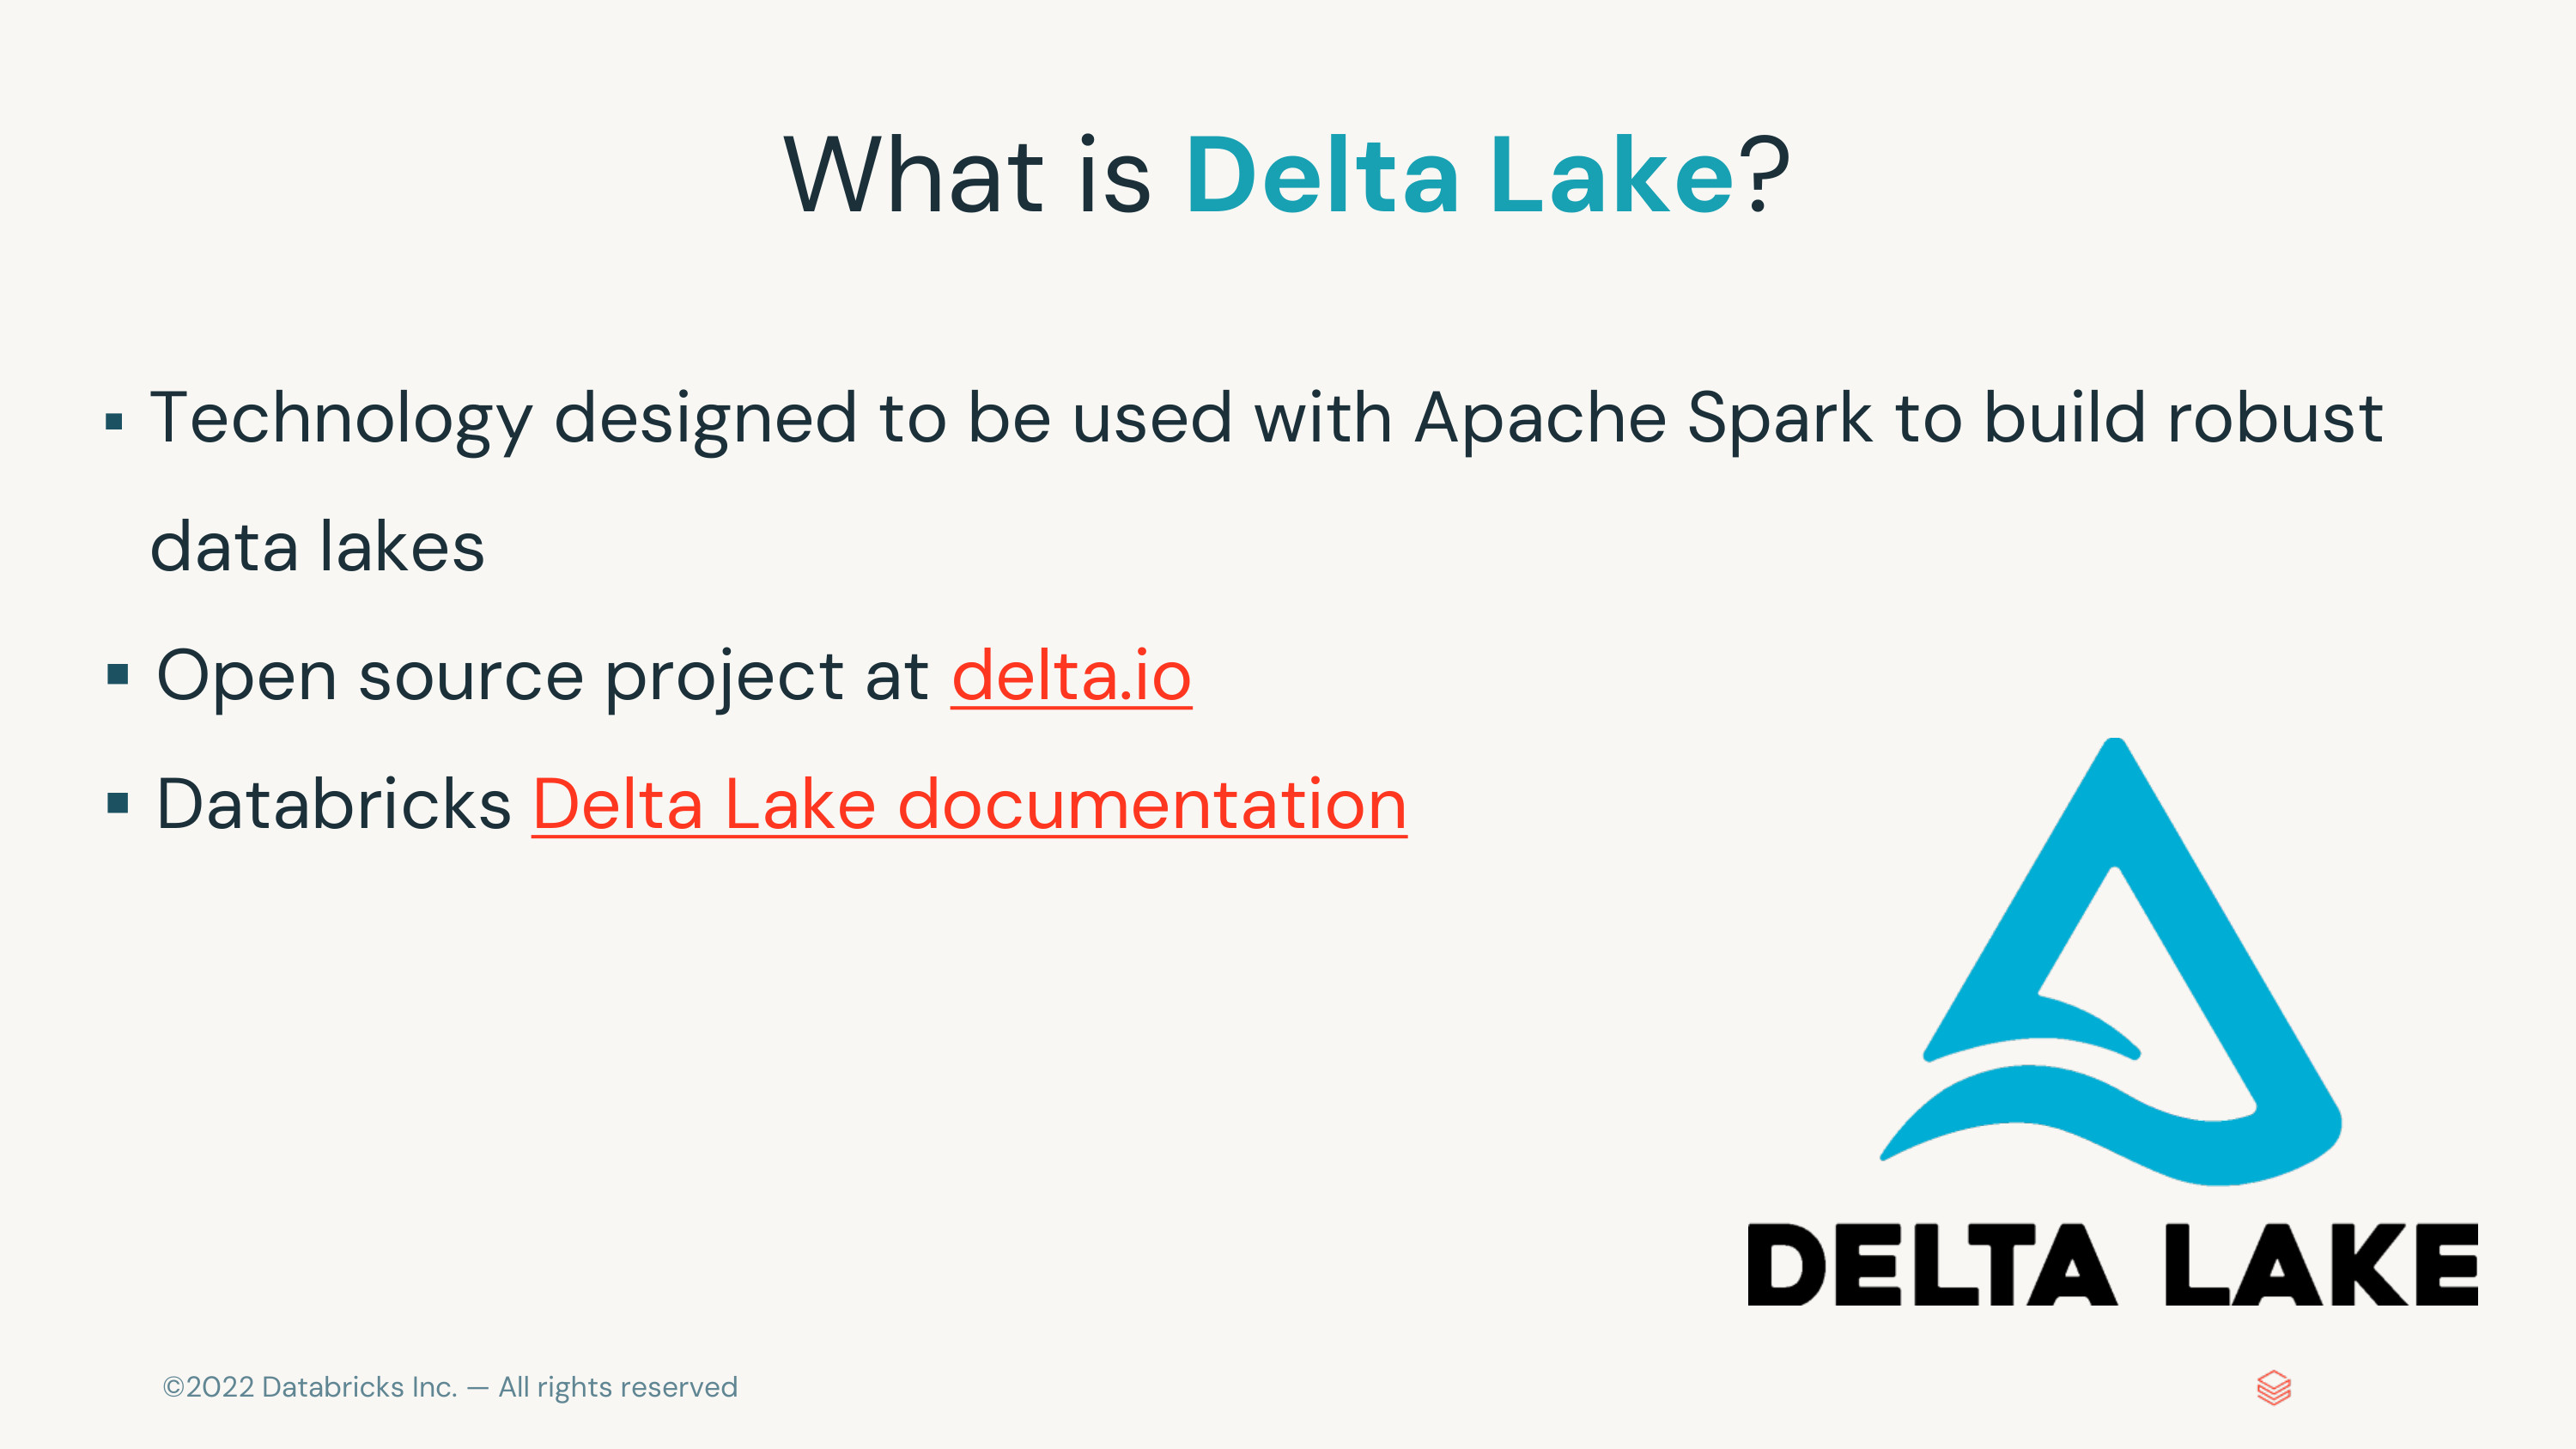 What is Delta Lake?
▪ Technology designed to be used with Apache Spark to build robust
data lakes
▪ Open source project at delta.io
▪ Databricks Delta Lake documentation
DELTA LAKE
©2022 Databricks Inc. — All rights reserved